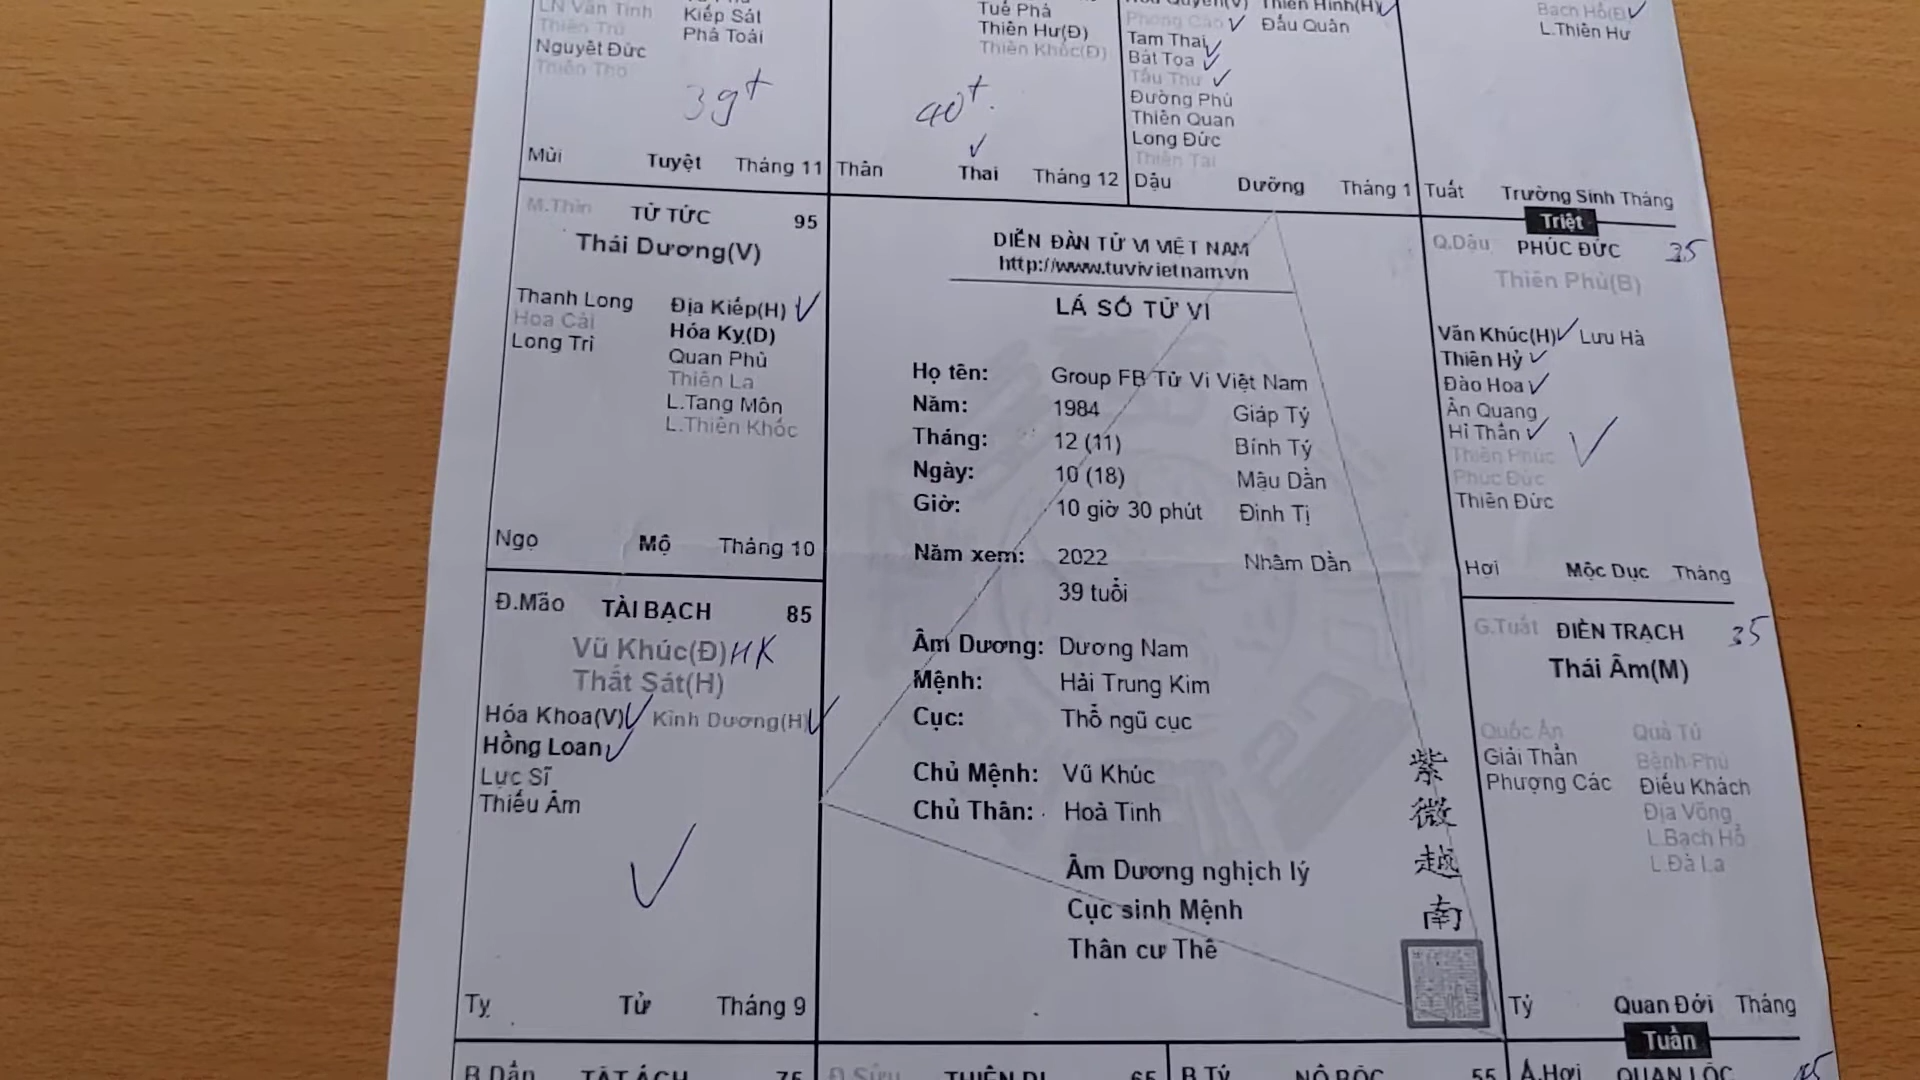 LN Văn Tinh
Thiên Trù
Nguyệt Đức
Thiên Thọ
Kiếp Sát
Phá Toái
39+
Mùi Tuyệt Tháng 11
Tuế Phá
Thiên Hư(Đ)
Thiên Khốc(Đ)
40+.
Thân Thai Tháng 12
Thiên Hình(H)
Phong Cáo Đẩu Quân
Tam Thai
Bát Tọa
Tấu Thư
Đường Phù
Thiên Quan
Long Đức
Thiên Tài
Dậu Dưỡng Tháng 1
Bạch Hổ(Đ)
L.Thiên Hư
Tuất Trường Sinh Tháng
Triệt
M.Thìn TỬ TỨC 95
Thái Dương(V)
Thanh Long
Hoa Cái
Long Trì
Địa Kiếp(H)
Hóa Kỵ(D)
Quan Phù
Thiên La
L.Tang Môn
L.Thiên Khốc
Ngọ Mộ Tháng 10
Đ.Mão TÀI BẠCH 85
Vũ Khúc(Đ) HK
Thất Sát(H)
Hóa Khoa(V) Kình Dương(H)
Hồng Loan
Lực Sĩ
Thiếu Âm
Tỵ Tử Tháng 9
DIỄN ĐÀN TỬ VI VIỆT NAM
http://www.tuvivietnam.vn
LÁ SỐ TỬ VI
Họ tên: Group FB Tử Vi Việt Nam
Năm: 1984 Giáp Tý
Tháng: 12 (11) Bính Tý
Ngày: 10 (18) Mậu Dần
Giờ: 10 giờ 30 phút Đinh Tị
Năm xem: 2022 Nhâm Dần
39 tuổi
Âm Dương: Dương Nam
Mệnh: Hải Trung Kim
Cục: Thổ ngũ cục
Chủ Mệnh: Vũ Khúc
Chủ Thân: Hoả Tinh
Âm Dương nghịch lý
Cục sinh Mệnh
Thân cư Thê
紫
微
越
南
Q.Dậu PHÚC ĐỨC 35
Thiên Phủ(B)
Văn Khúc(H) Lưu Hà
Thiên Hỷ
Đào Hoa
Ân Quang
Hỉ Thần
Thiên Phúc
Phúc Đức
Thiên Đức
Hợi Mộc Dục Tháng
G.Tuất ĐIỀN TRẠCH 35
Thái Âm(M)
Quốc Ấn
Giải Thần
Phượng Các
Quả Tú
Bệnh Phù
Điếu Khách
Địa Võng
L.Bạch Hổ
L.Đà La
Tý Quan Đới Tháng
Tuần
B.Dần TẬT ÁCH 75
Đ.Sửu THIÊN DI 65
B.Tý NÔ BỘC 55
Ấ.Hợi QUAN LỘC